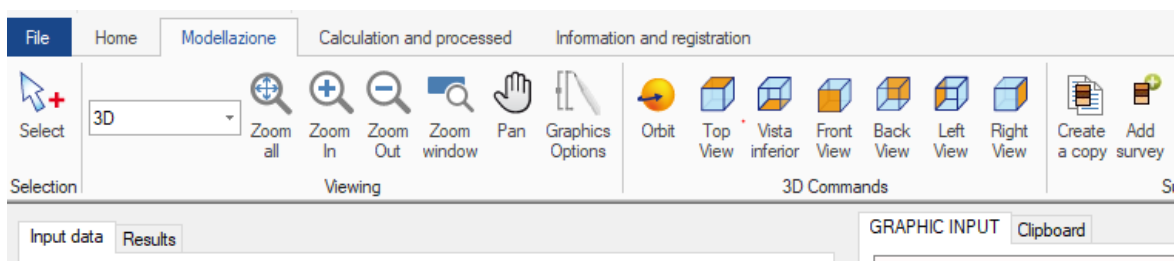 File Home Modellazione Calculation and processed Information and registration
3D
Select Zoom all Zoom In Zoom Out Zoom window Pan Graphics Options Orbit Top View Vista inferior Front View Back View Left View Right View Create a copy Add survey
Selection Viewing 3D Commands
Input data Results GRAPHIC INPUT Clipboard